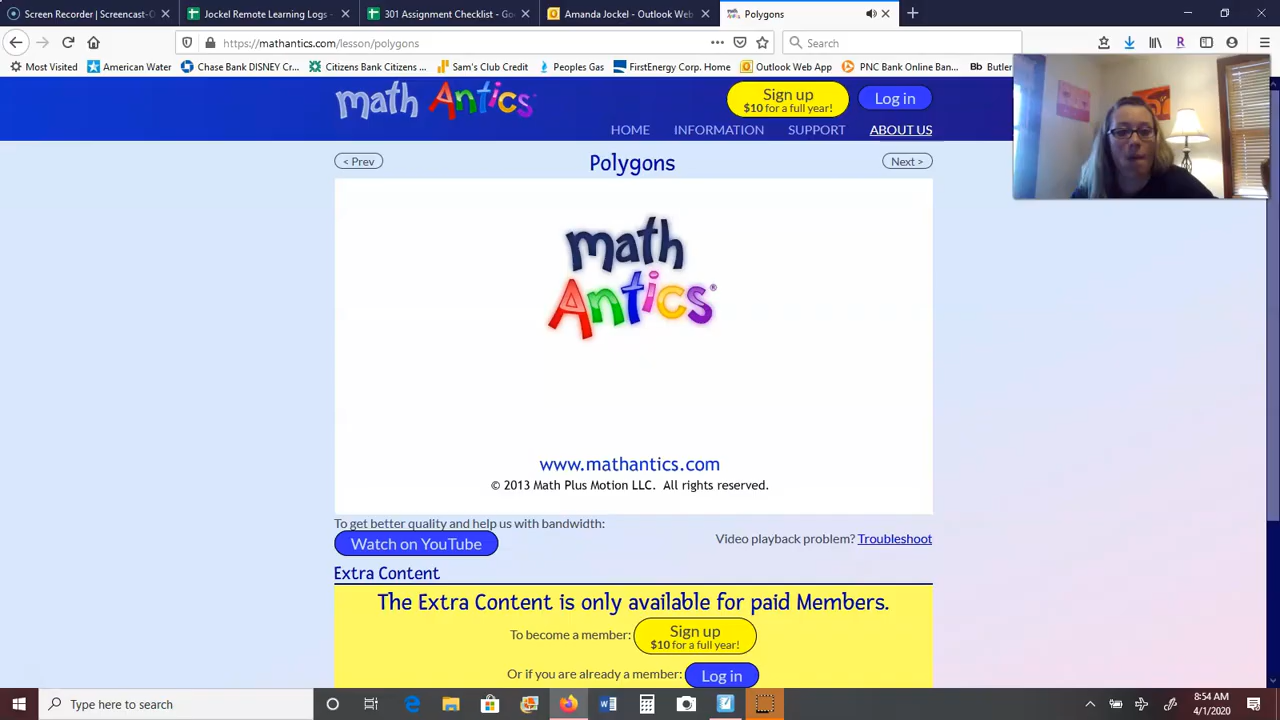 Screen Recorder | Screencast-O
Jockel Remote Learning Logs -
301 Assignment Checklist - Go
Amanda Jockel - Outlook Web
Polygons
https://mathantics.com/lesson/polygons
Search
Most Visited
American Water
Chase Bank DISNEY Cr...
Citizens Bank Citizens ...
Sam's Club Credit
Peoples Gas
FirstEnergy Corp. Home
Outlook Web App
PNC Bank Online Ban...
Bb Butler
math Antics
Sign up
$10 for a full year!
Log in
HOME INFORMATION SUPPORT ABOUT US
< Prev
Polygons
Next >
math
Antics®
www.mathantics.com
© 2013 Math Plus Motion LLC. All rights reserved.
To get better quality and help us with bandwidth:
Watch on YouTube
Video playback problem? Troubleshoot
Extra Content
The Extra Content is only available for paid Members.
To become a member: Sign up
$10 for a full year!
Or if you are already a member: Log in
Type here to search
8:54 AM
4/1/2020